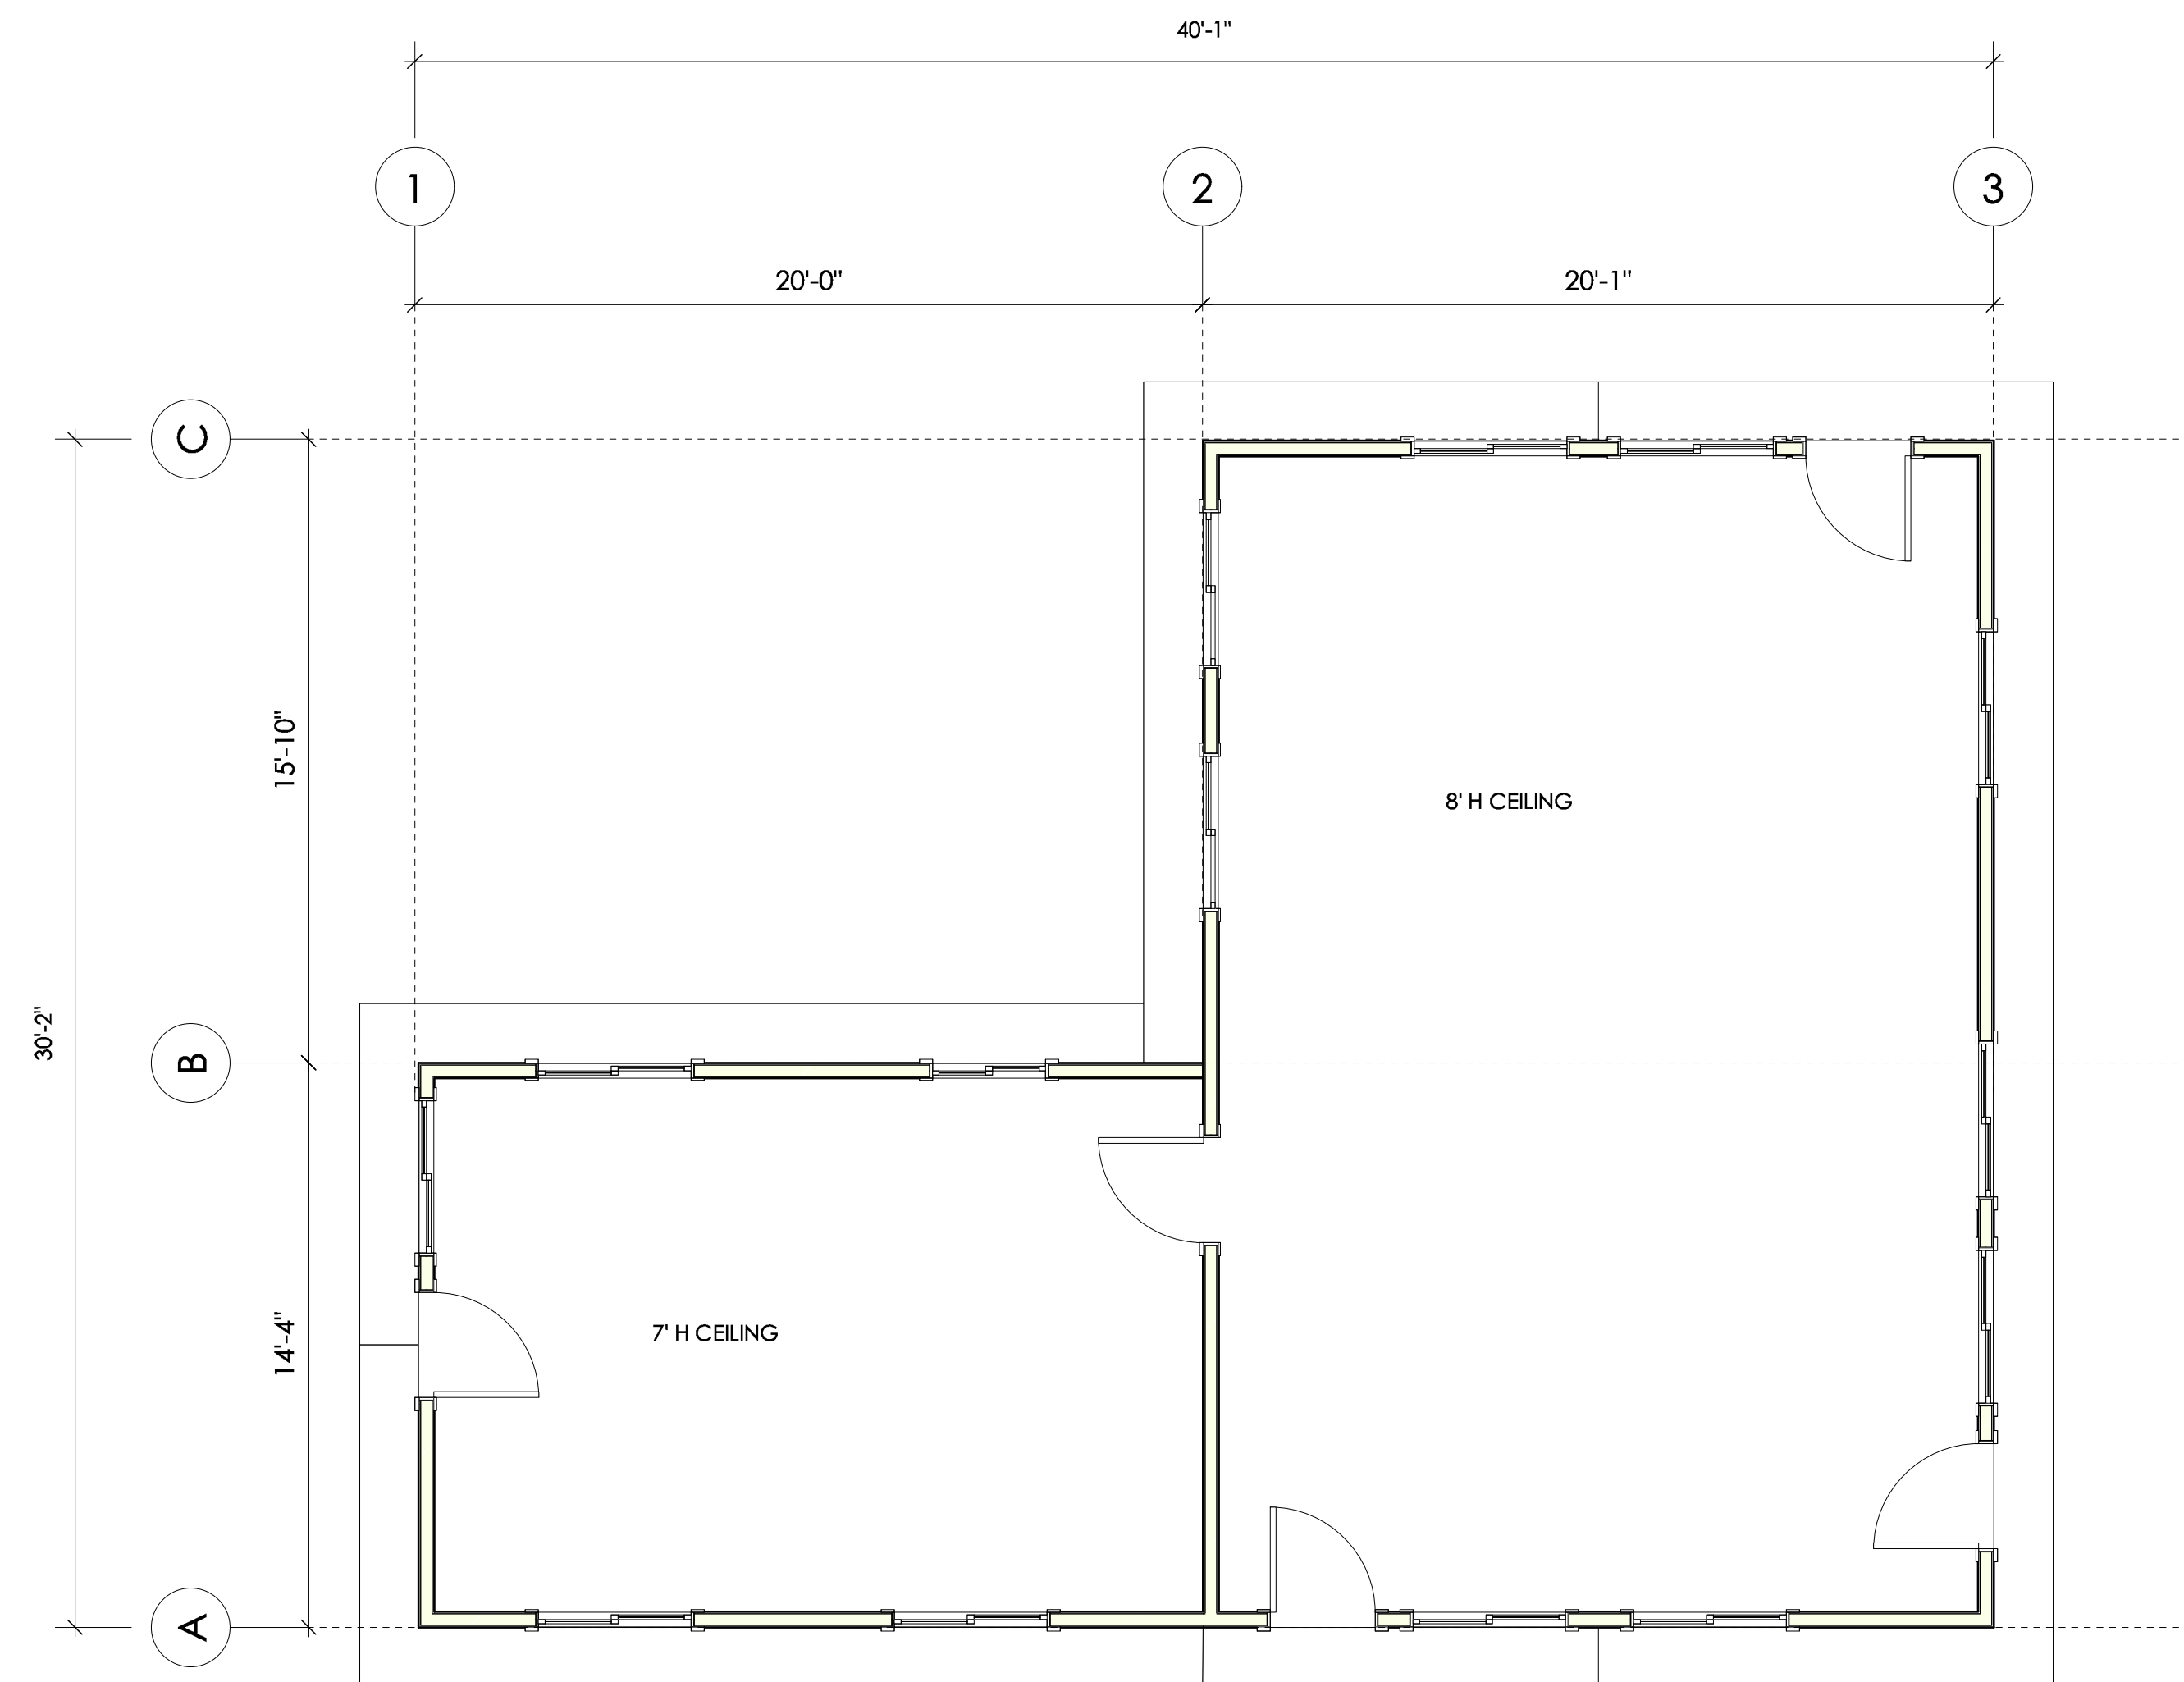 40'-1"
1
2
3
20'-0"
20'-1"
C
15'-10"
8' H CEILING
30'-2"
B
14'-4"
7' H CEILING
A